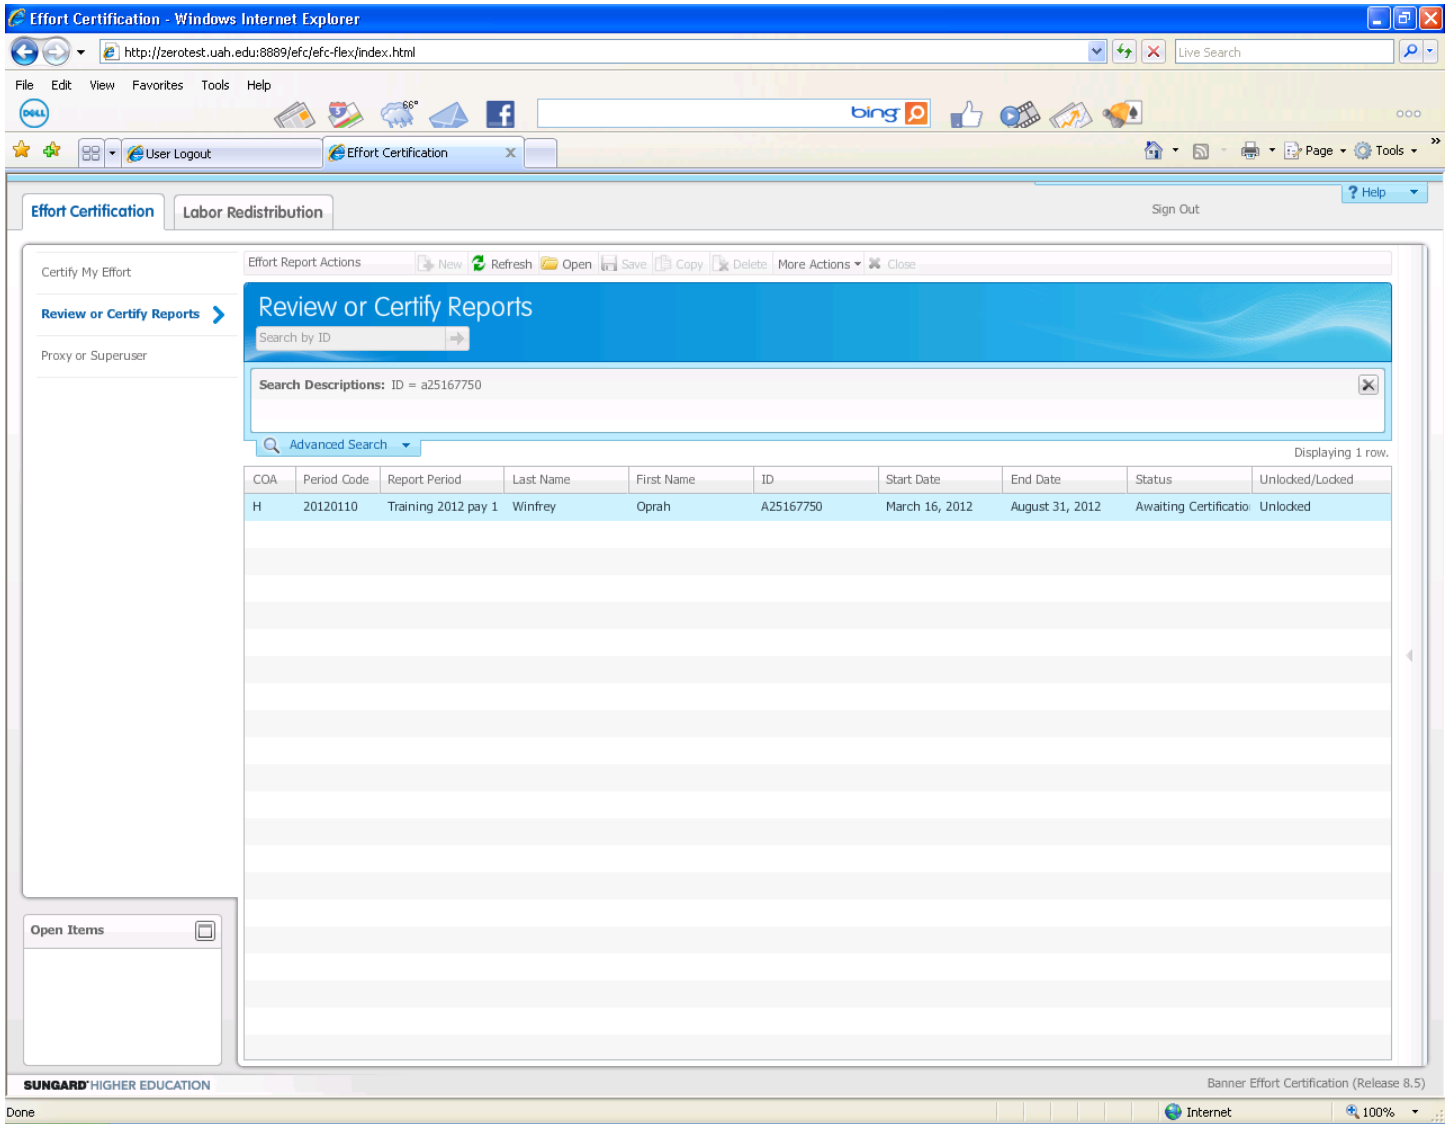 Effort Certification - Windows Internet Explorer
http://zerotest.uah.edu:8889/efc/efc-flex/index.html
Live Search
File Edit View Favorites Tools Help
DELL
66°
bing
User Logout
Effort Certification
Page
Tools
Effort Certification
Labor Redistribution
Sign Out
? Help
Certify My Effort
Review or Certify Reports
Proxy or Superuser
Effort Report Actions New Refresh Open Save Copy Delete More Actions Close
Review or Certify Reports
Search by ID
Search Descriptions: ID = a25167750
Advanced Search
Displaying 1 row.
COA Period Code Report Period Last Name First Name ID Start Date End Date Status Unlocked/Locked
H 20120110 Training 2012 pay 1 Winfrey Oprah A25167750 March 16, 2012 August 31, 2012 Awaiting Certificatio Unlocked
Open Items
SUNGARD HIGHER EDUCATION
Banner Effort Certification (Release 8.5)
Done
Internet
100%